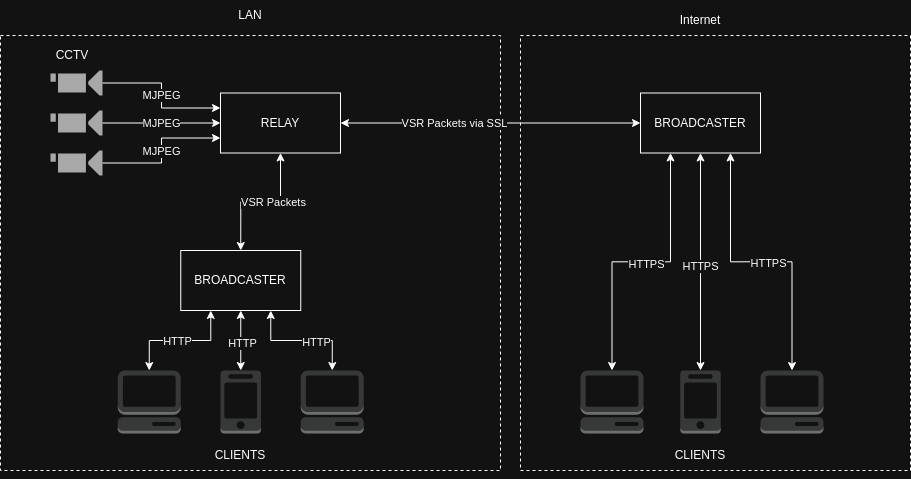 LAN
Internet
CCTV
MJPEG
MJPEG
MJPEG
RELAY
VSR Packets via SSL
BROADCASTER
VSR Packets
BROADCASTER
HTTPS
HTTPS
HTTPS
HTTP
HTTP
HTTP
CLIENTS
CLIENTS